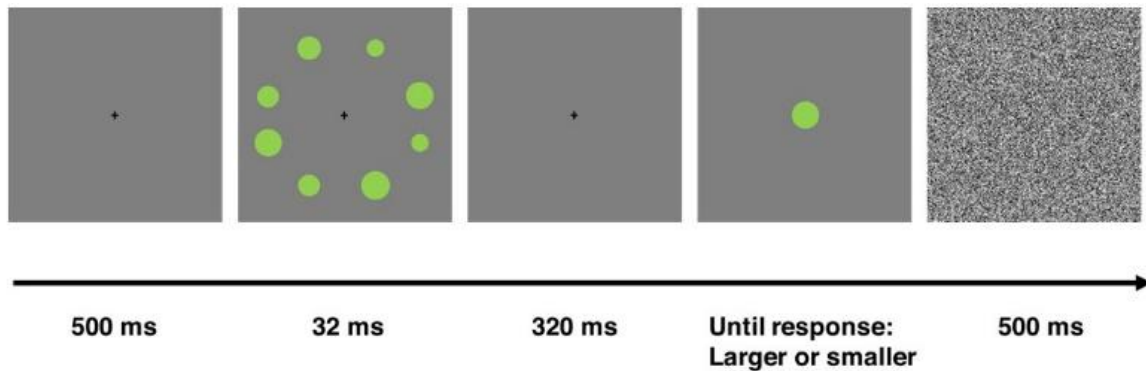 500 ms
32 ms
320 ms
Until response:
Larger or smaller
500 ms